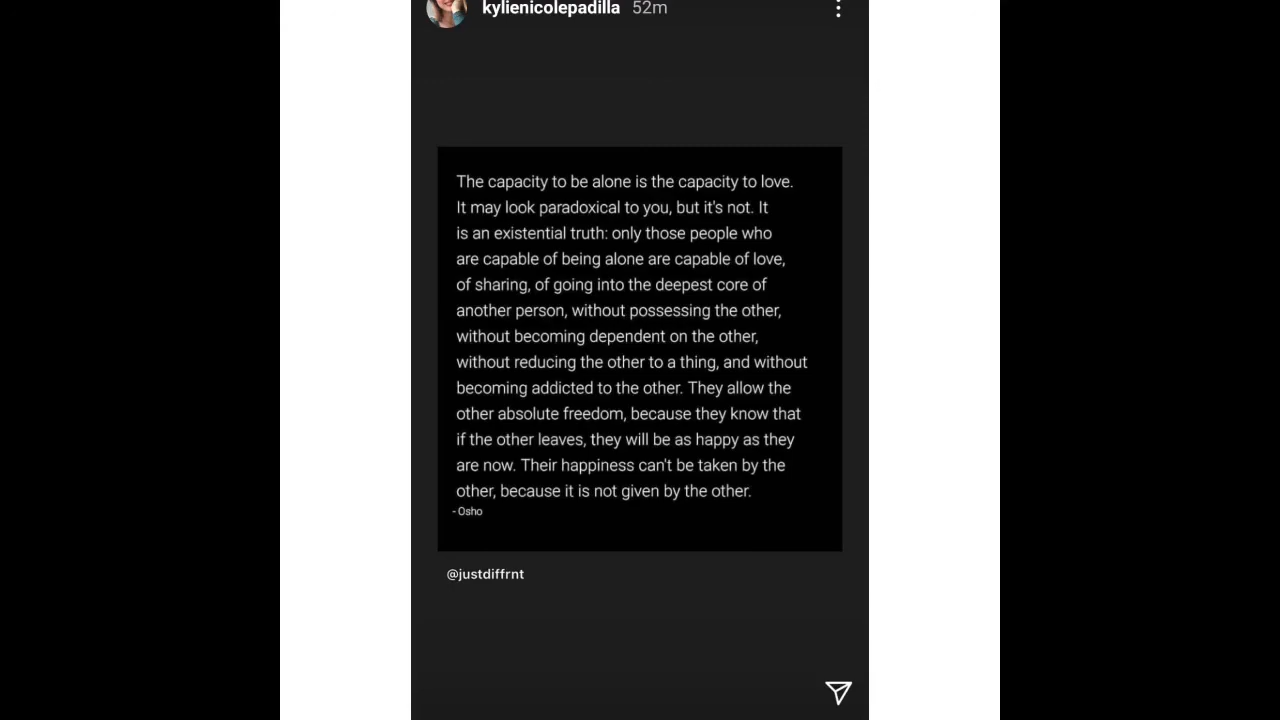 kylienicolepadilla 52m
The capacity to be alone is the capacity to love.
It may look paradoxical to you, but it's not. It
is an existential truth: only those people who
are capable of being alone are capable of love,
of sharing, of going into the deepest core of
another person, without possessing the other,
without becoming dependent on the other,
without reducing the other to a thing, and without
becoming addicted to the other. They allow the
other absolute freedom, because they know that
if the other leaves, they will be as happy as they
are now. Their happiness can't be taken by the
other, because it is not given by the other.
- Osho
@justdiffrnt